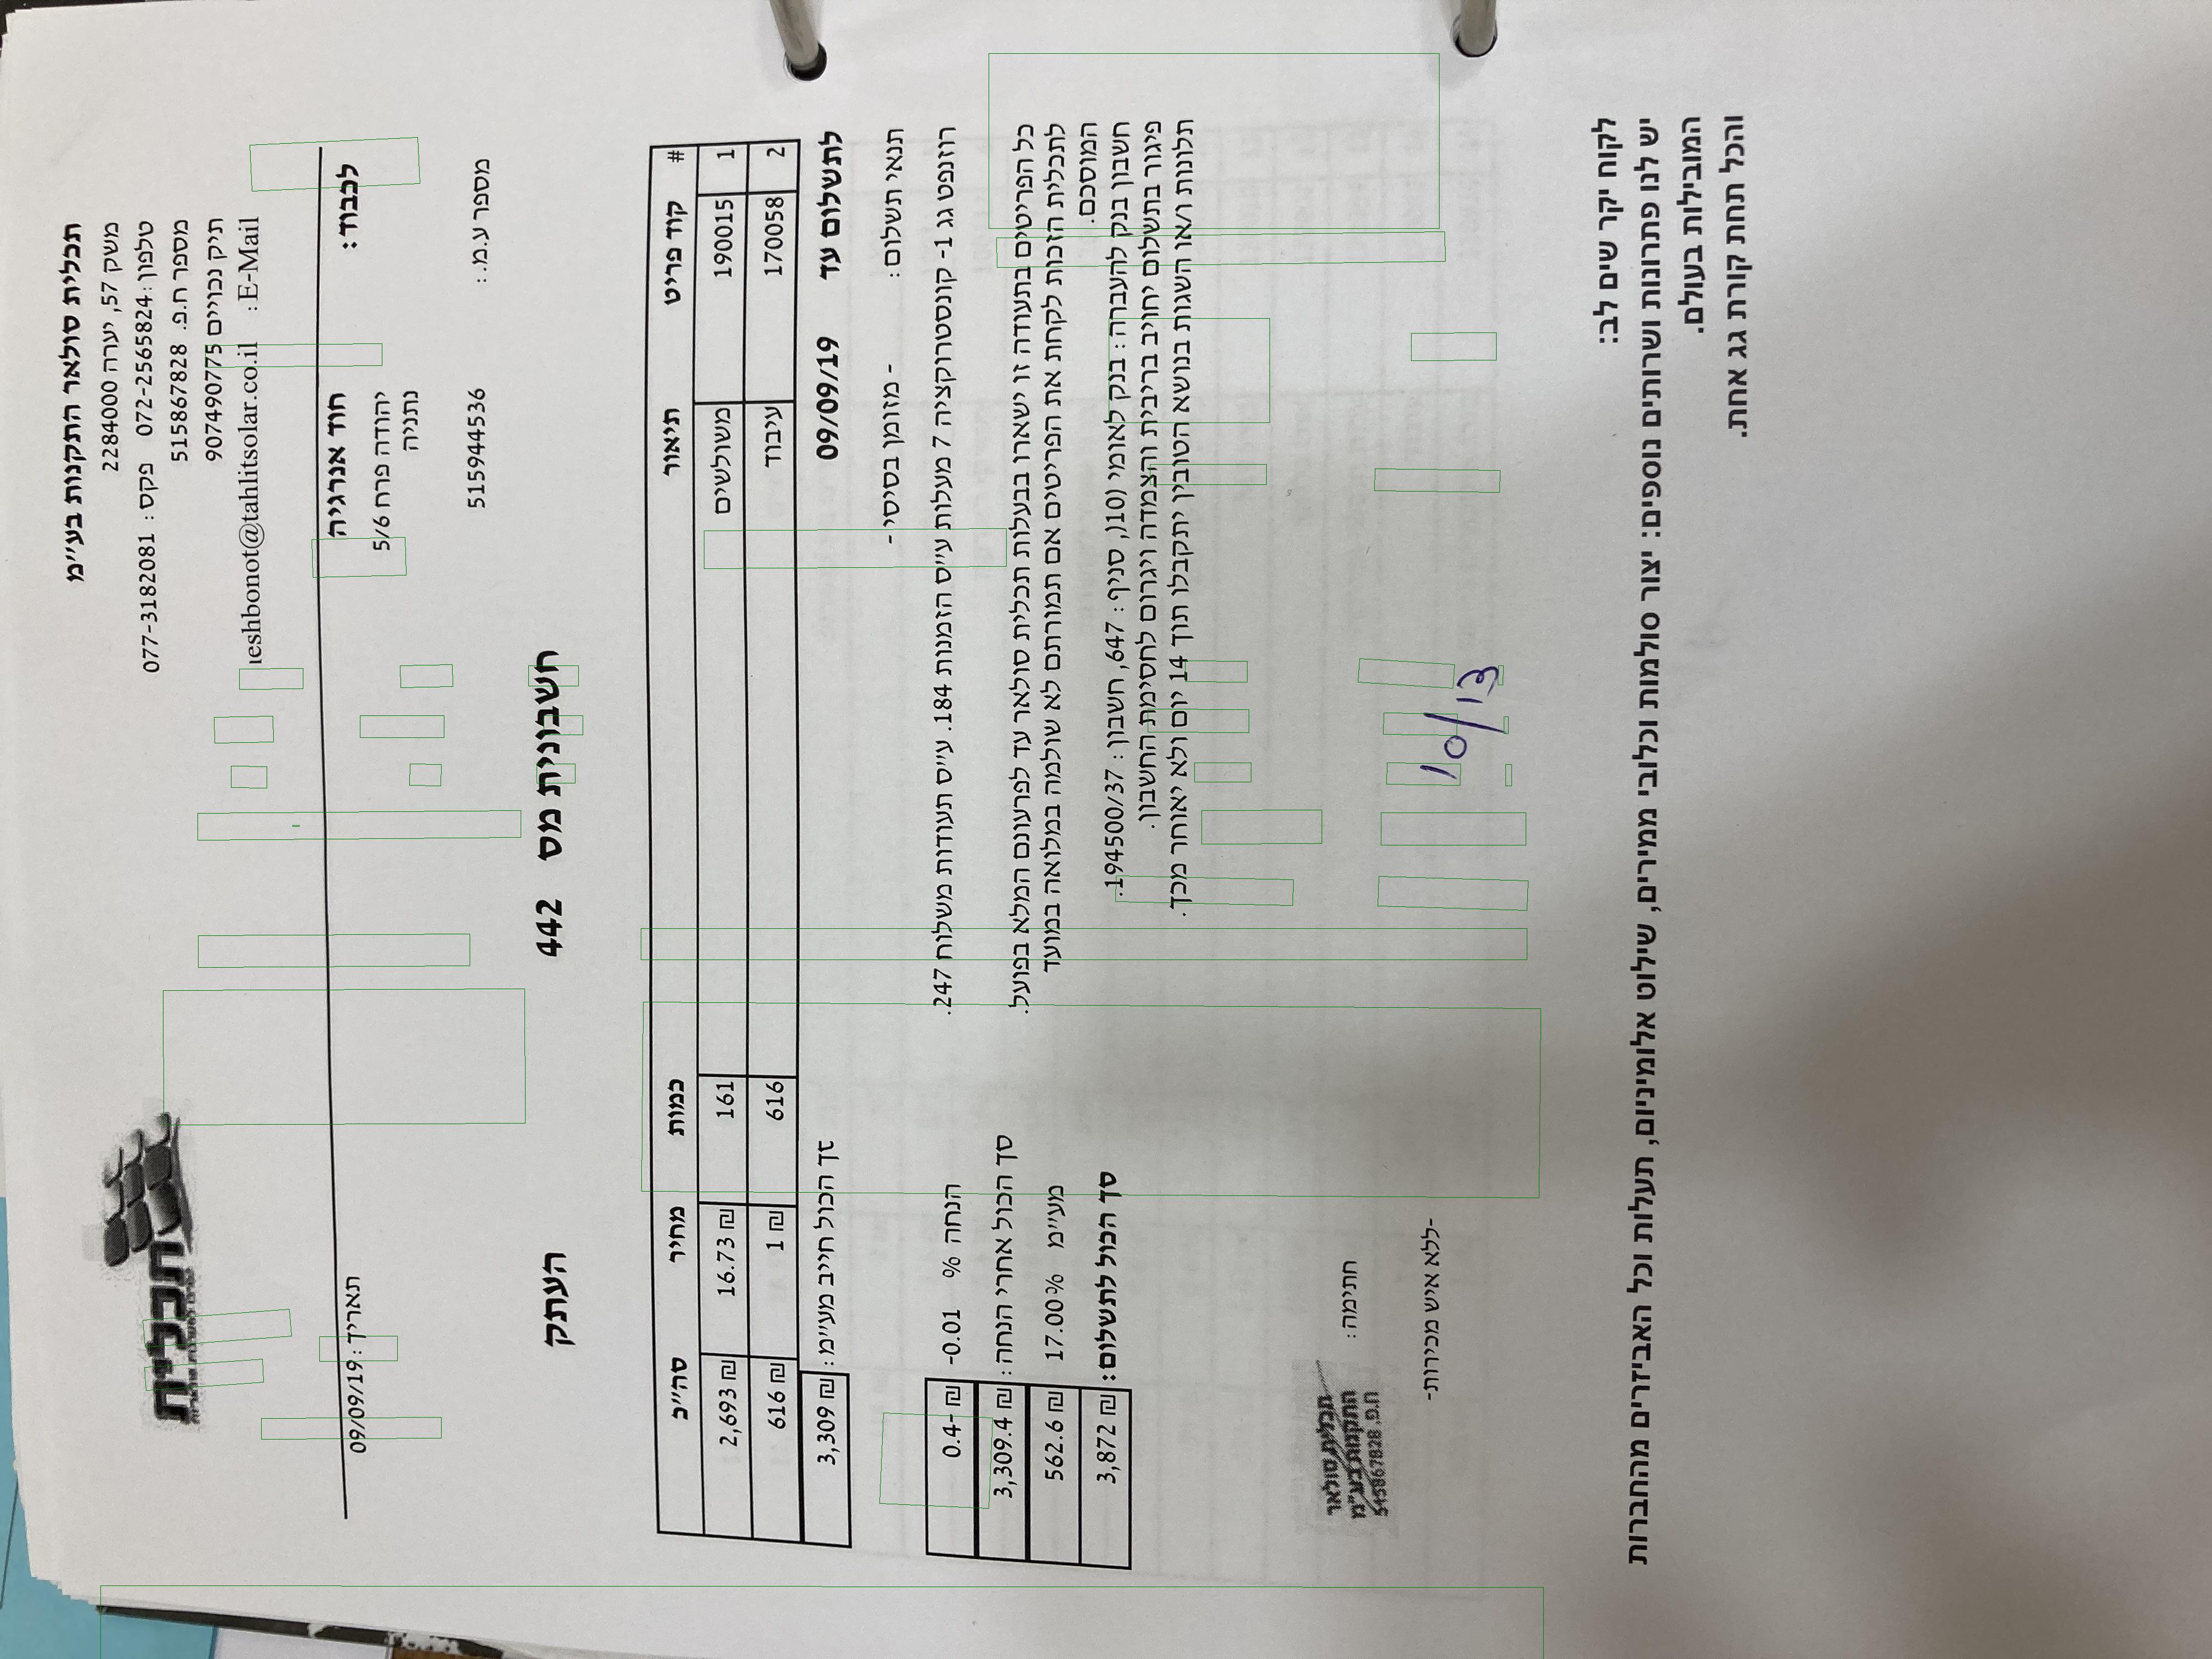 תכלית
תכלית סולאר התקנות בע״מ
משק 57, יערה 2284000
טלפון: 072-2565824 פקס: 077-3182081
מספר ח.פ. 515867828
תיק נכויים 907490775
E-Mail: ieshbonot@tahlitsolar.co.il
לכבוד: חוד אנרגיה
תאריך: 09/09/19
יהודה פרח 5/6
נתניה
מספר ע.מ.: 515944536
חשבונית מס 442 העתק
# קוד פריט תיאור כמות מחיר סה״כ
1 190015 משולשים 161 16.73 ₪ 2,693 ₪
2 170058 עיבוד 616 1 ₪ 616 ₪
לתשלום עד 09/09/19
סך הכול חייב מע״מ: 3,309 ₪
תנאי תשלום: - מזומן בסיסי -
רוזנפט גג 1- קונסטרוקציה 7 מעלות ע״ס הזמנות 184. ע״ס תעודות משלוח 247.
הנחה % -0.01 0.4- ₪
כל הפריטים בתעודה זו ישארו בבעלות תכלית סולאר עד לפרעונם המלא בפועל.
סך הכול אחרי הנחה: 3,309.4 ₪
לתכלית הזכות לקחת את הפריטים אם תמורתם לא שולמה במלואה במועד
המוסכם.
מע״מ 17.00% 562.6 ₪
חשבון בנק להעברה: בנק לאומי (10), סניף: 647, חשבון: 194500/37.
סך הכול לתשלום: 3,872 ₪
פיגור בתשלום יחוייב בריבית והצמדה ויגרום לחסימת החשבון.
תלונות ו/או השגות בנושא הטובין יתקבלו תוך 14 יום ולא יאוחר מכך.
חתימה:
תכלית סולאר
התקנות בע״מ
ח.פ. 515867828
-ללא איש מכירות-
10/13
לקוח יקר שים לב:
יש לנו פתרונות ושרותים נוספים: יצור סולמות וכלובי ממירים, שילוט אלומיניום, תעלות וכל האביזרים מהחברות
המובילות בעולם.
והכל תחת קורת גג אחת.